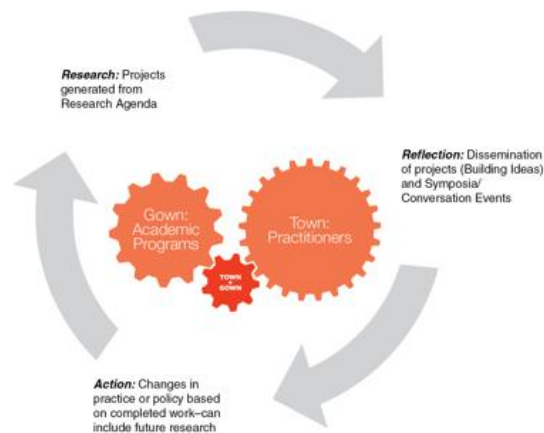 Research: Projects
generated from
Research Agenda
Reflection: Dissemination
of projects (Building Ideas)
and Symposia/
Conversation Events
Gown:
Academic
Programs
Town:
Practitioners
TOWN
+
GOWN
Action: Changes in
practice or policy based
on completed work–can
include future research